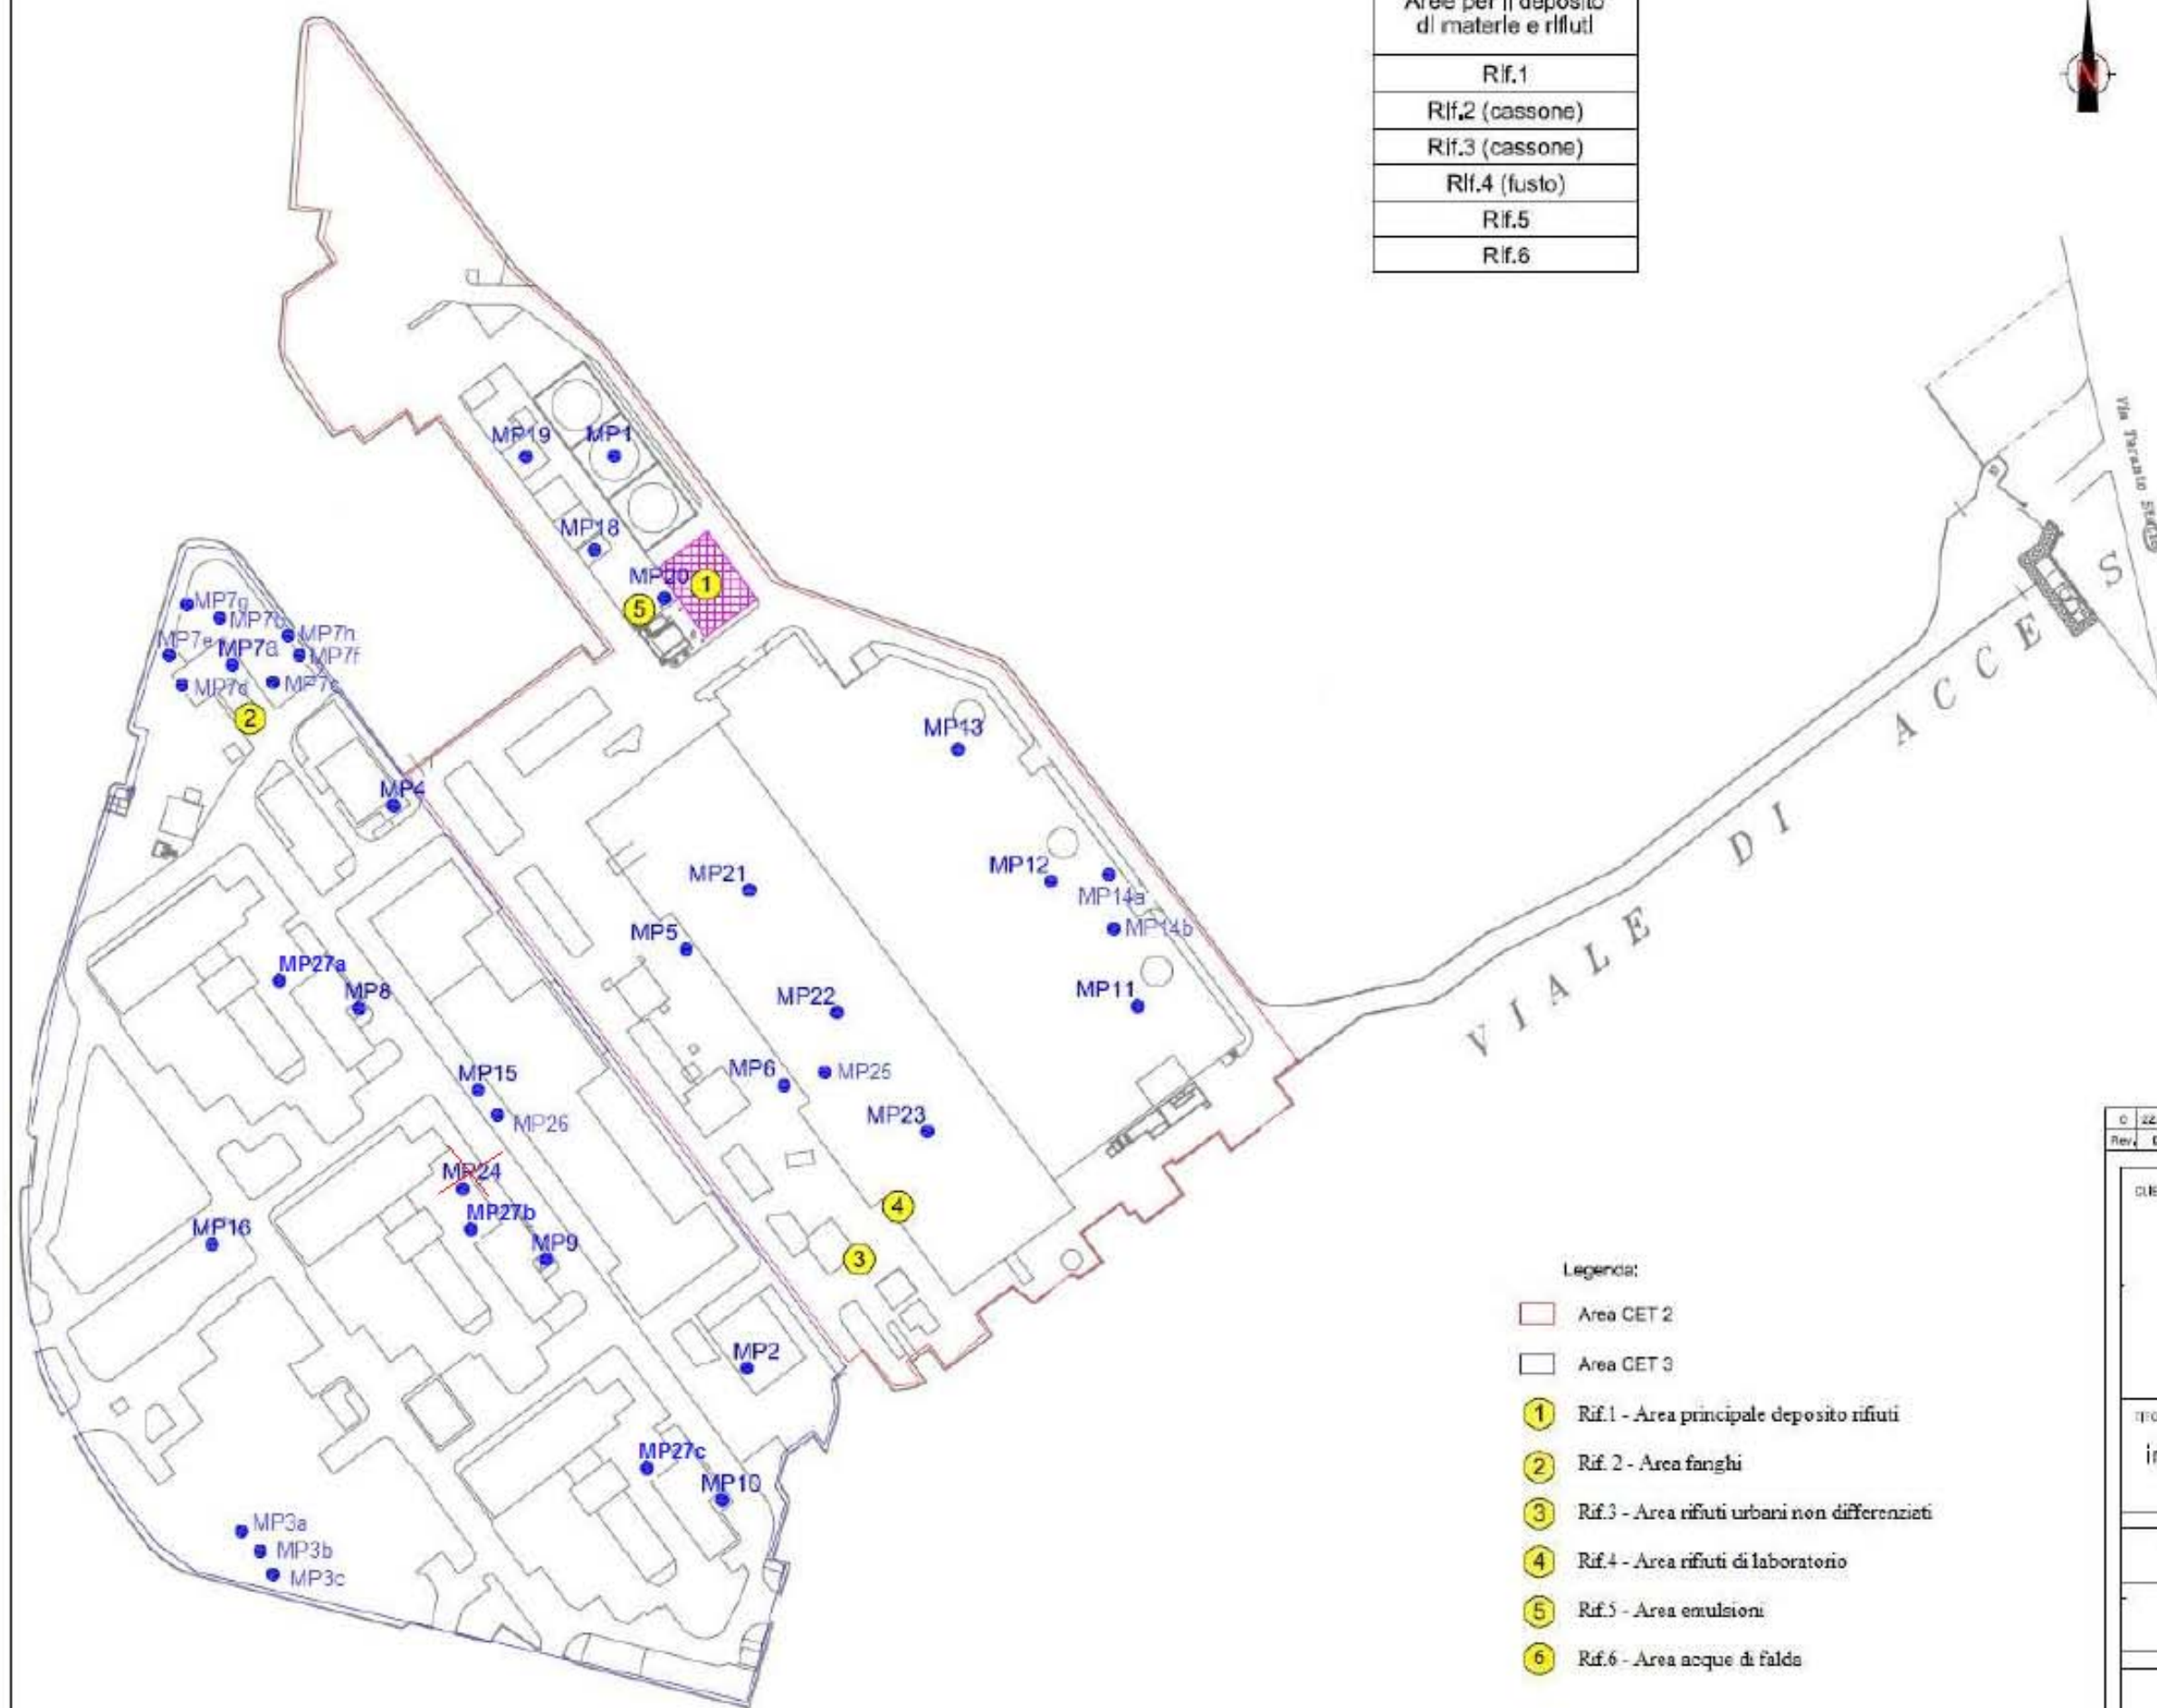 Aree per il deposito
di materie e rifiuti
Rif.1
Rif.2 (cassone)
Rif.3 (cassone)
Rif.4 (fusto)
Rif.5
Rif.6
N
Via Taranto
MP19
MP1
MP18
MP20
1
5
MP7g
MP7b
MP7h
MP7e
MP7a
MP7f
MP7d
MP7c
2
MP4
MP13
MP12
MP14a
MP14b
MP11
MP21
MP5
MP22
MP6
MP25
MP23
MP27a
MP8
MP15
MP26
MP24
MP27b
MP9
MP16
4
3
MP2
MP27c
MP10
MP3a
MP3b
MP3c
VIALE DI ACCES
Legenda:
Area CET 2
Area CET 3
1 Rif.1 - Area principale deposito rifiuti
2 Rif. 2 - Area fanghi
3 Rif.3 - Area rifiuti urbani non differenziati
4 Rif.4 - Area rifiuti di laboratorio
5 Rif.5 - Area emulsioni
6 Rif.6 - Area acque di falda
0 22
Rev.